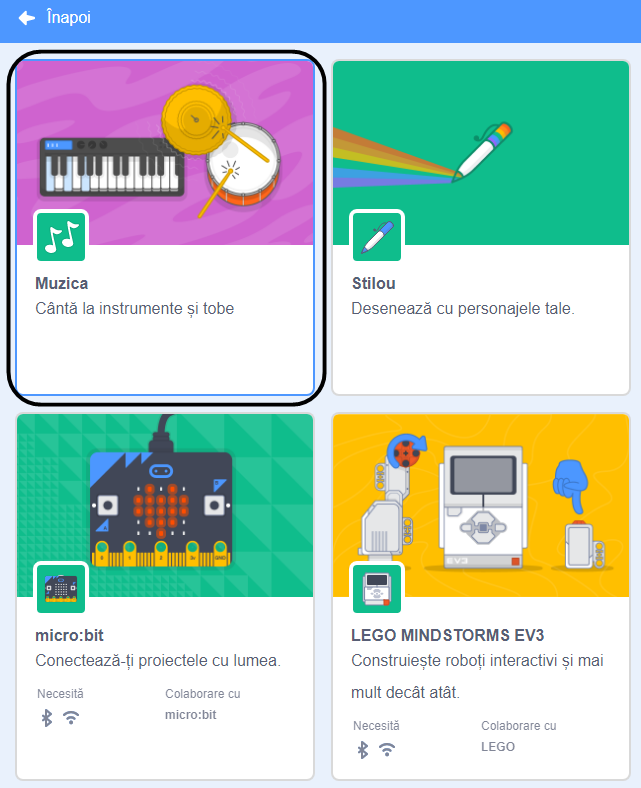 Înapoi
Muzica
Cântă la instrumente și tobe
Stilou
Desenează cu personajele tale.
micro:bit
Conectează-ți proiectele cu lumea.
Necesită
Colaborare cu
micro:bit
EV3
LEGO MINDSTORMS EV3
Construiește roboți interactivi și mai
mult decât atât.
Necesită
Colaborare cu
LEGO